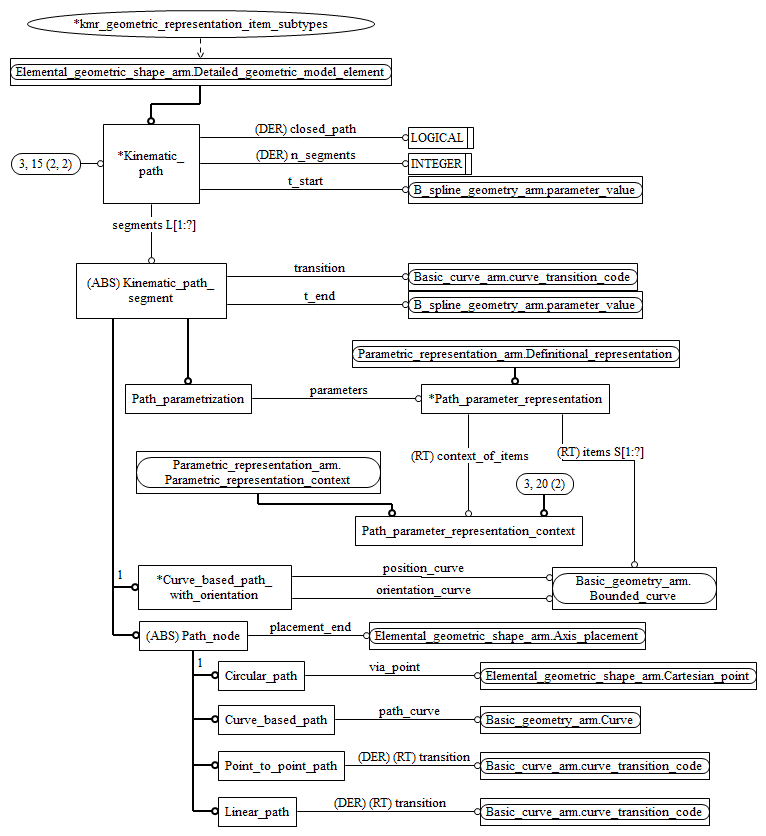 *kmr_geometric_representation_item_subtypes
Elemental_geometric_shape_arm.Detailed_geometric_model_element
(DER) closed_path
LOGICAL
*Kinematic_
path
3, 15 (2, 2)
(DER) n_segments
INTEGER
t_start
B_spline_geometry_arm.parameter_value
segments L[1:?]
(ABS) Kinematic_path_
segment
transition
Basic_curve_arm.curve_transition_code
t_end
B_spline_geometry_arm.parameter_value
Parametric_representation_arm.Definitional_representation
Path_parametrization
parameters
*Path_parameter_representation
(RT) context_of_items
(RT) items S[1:?]
Parametric_representation_arm.
Parametric_representation_context
3, 20 (2)
Path_parameter_representation_context
1
*Curve_based_path_
with_orientation
position_curve
orientation_curve
Basic_geometry_arm.
Bounded_curve
(ABS) Path_node
placement_end
Elemental_geometric_shape_arm.Axis_placement
1
Circular_path
via_point
Elemental_geometric_shape_arm.Cartesian_point
Curve_based_path
path_curve
Basic_geometry_arm.Curve
Point_to_point_path
(DER) (RT) transition
Basic_curve_arm.curve_transition_code
Linear_path
(DER) (RT) transition
Basic_curve_arm.curve_transition_code